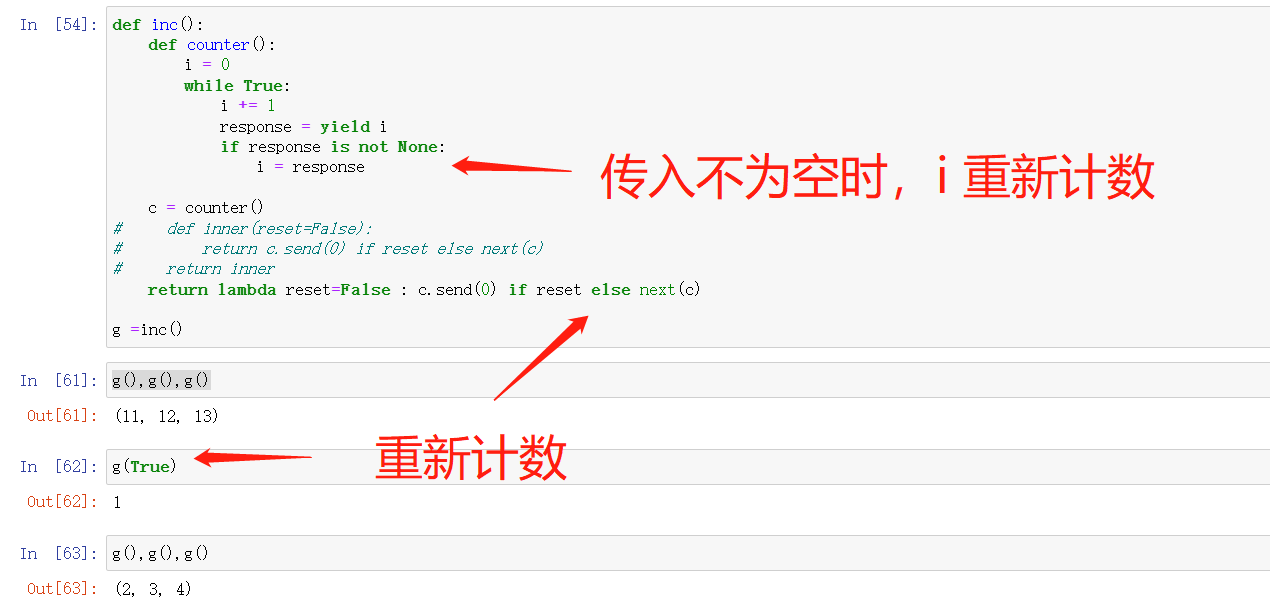 In [54]: def inc():
    def counter():
        i = 0
        while True:
            i += 1
            response = yield i
            if response is not None:
                i = response
传入不为空时，i 重新计数
    c = counter()
#     def inner(reset=False):
#         return c.send(0) if reset else next(c)
#     return inner
    return lambda reset=False : c.send(0) if reset else next(c)
g =inc()
In [61]: g(),g(),g()
Out[61]: (11, 12, 13)
重新计数
In [62]: g(True)
Out[62]: 1
In [63]: g(),g(),g()
Out[63]: (2, 3, 4)